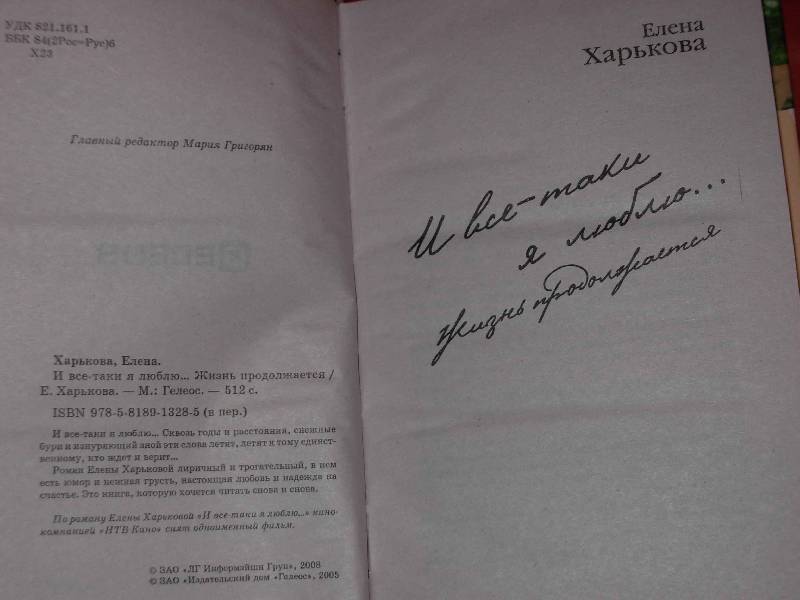 УДК 821.161.1
ББК 84(2Рос=Рус)6
Х23
Главный редактор Мария Григорян
Харькова, Елена.
И все-таки я люблю... Жизнь продолжается /
Е. Харькова. — М.: Гелеос. — 512 с.
ISBN 978-5-8189-1328-5 (в пер.)
И все-таки я люблю... Сквозь годы и расстояния, снежные
бури и изнуряющий зной эти слова летят, летят к тому единст-
венному, кто ждет и верит...
Роман Елены Харьковой лиричный и трогательный, в нем
есть юмор и нежная грусть, настоящая любовь и надежда на
счастье. Это книга, которую хочется читать снова и снова.
По роману Елены Харьковой «И все-таки я люблю...» кино-
компанией «НТВ Кино» снят одноименный фильм.
© ЗАО «ЛГ Информэйшн Груп», 2008
© ЗАО «Издательский дом «Гелеос», 2005
Елена
Харькова
И все-таки
я люблю...
жизнь продолжается